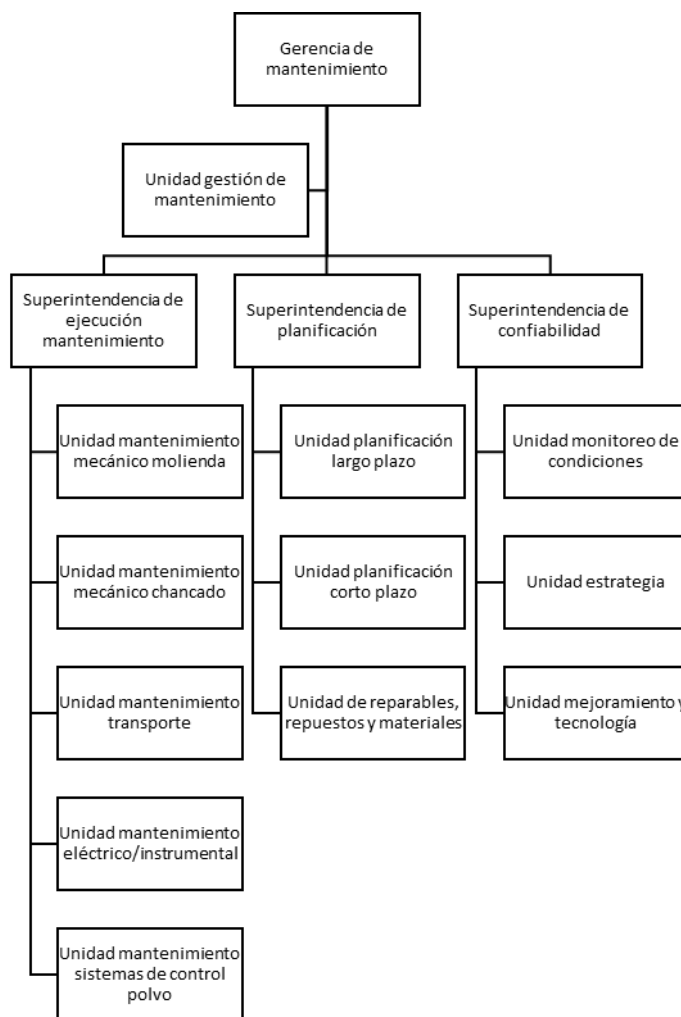 Gerencia de
mantenimiento
Unidad gestión de
mantenimiento
Superintendencia de
ejecución
mantenimiento
Superintendencia de
planificación
Superintendencia de
confiabilidad
Unidad mantenimiento
mecánico molienda
Unidad planificación
largo plazo
Unidad monitoreo de
condiciones
Unidad mantenimiento
mecánico chancado
Unidad planificación
corto plazo
Unidad estrategia
Unidad mantenimiento
transporte
Unidad de reparables,
repuestos y materiales
Unidad mejoramiento y
tecnología
Unidad mantenimiento
eléctrico/instrumental
Unidad mantenimiento
sistemas de control
polvo